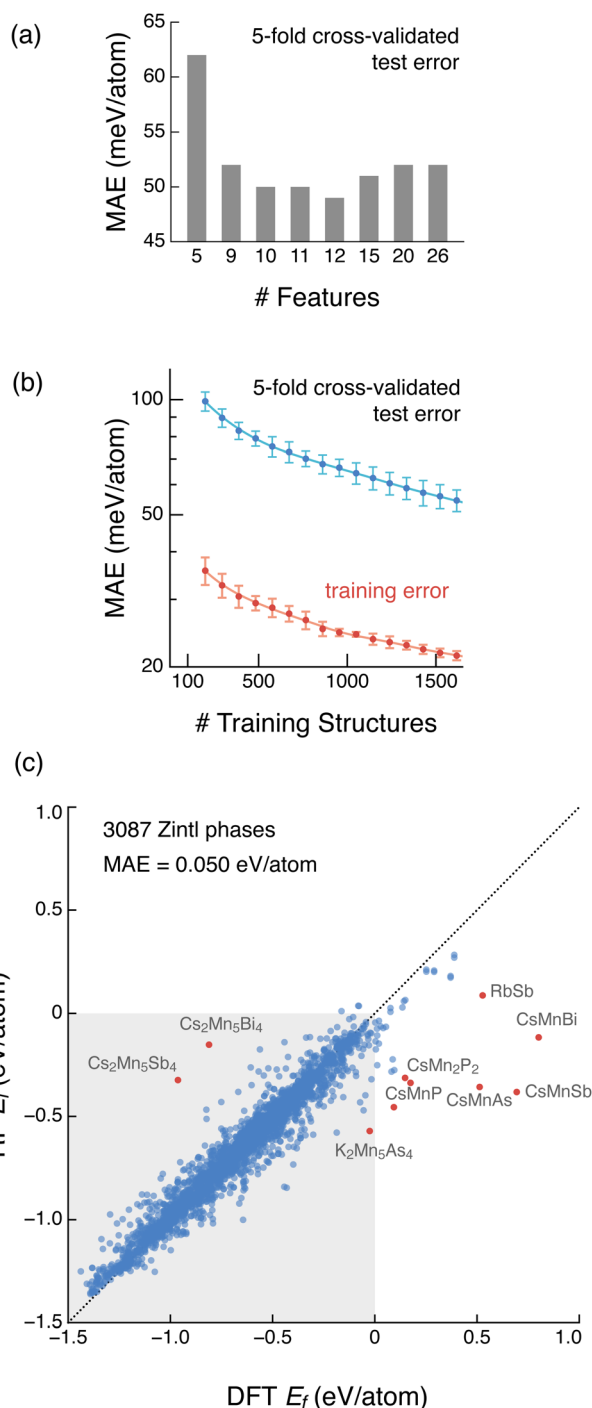 (a)
5-fold cross-validated
test error
MAE (meV/atom)
65
60
55
50
45
5 9 10 11 12 15 20 26
# Features
(b)
5-fold cross-validated
test error
MAE (meV/atom)
100
50
20
training error
100 500 1000 1500
# Training Structures
(c)
3087 Zintl phases
MAE = 0.050 eV/atom
(eV/atom)
1.0
0.5
0
−0.5
−1.0
−1.5
RbSb
CsMnBi
Cs₂Mn₅Bi₄
Cs₂Mn₅Sb₄
CsMn₂P₂
CsMnP
CsMnAs
CsMnSb
K₂Mn₅As₄
−1.5 −1.0 −0.5 0 0.5 1.0
DFT E_f (eV/atom)